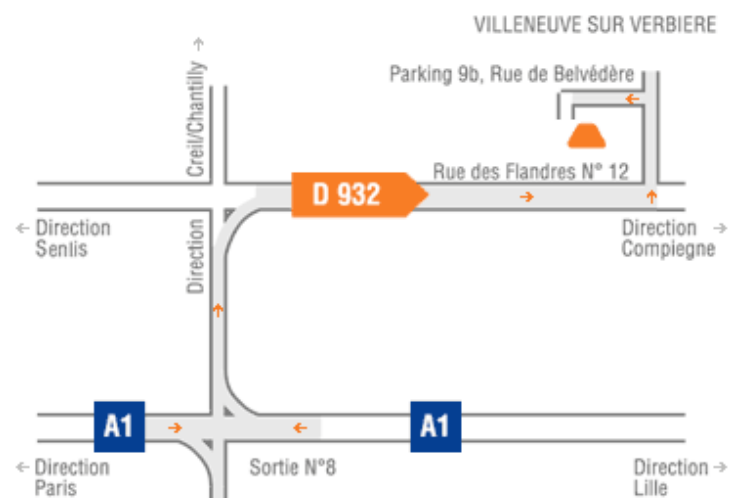 VILLENEUVE SUR VERBIERE
Parking 9b, Rue de Belvédère
Creil/Chantilly →
Rue des Flandres N° 12
D 932
← Direction
Senlis
Direction
Direction →
Compiegne
A1
A1
← Direction
Paris
Sortie N°8
Direction →
Lille